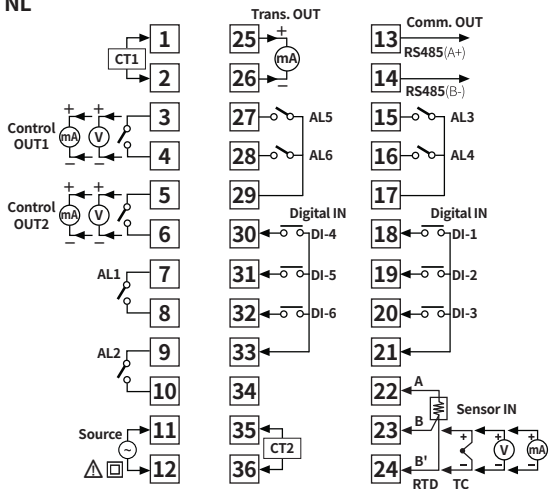 NL
Trans. OUT
Comm. OUT
1
25
+
mA
13
RS485(A+)
CT1
2
26
−
14
RS485(B-)
Control
OUT1
+ +
mA V
− −
3
4
27
AL5
28
AL6
29
15
AL3
16
AL4
17
Control
OUT2
+ +
mA V
− −
5
6
Digital IN
30
DI-4
31
DI-5
32
DI-6
33
Digital IN
18
DI-1
19
DI-2
20
DI-3
21
AL1
7
8
AL2
9
10
34
22
A
Sensor IN
Source
~
11
12
35
CT2
36
23
B
24
B'
+ + +
V mA
− − −
RTD TC